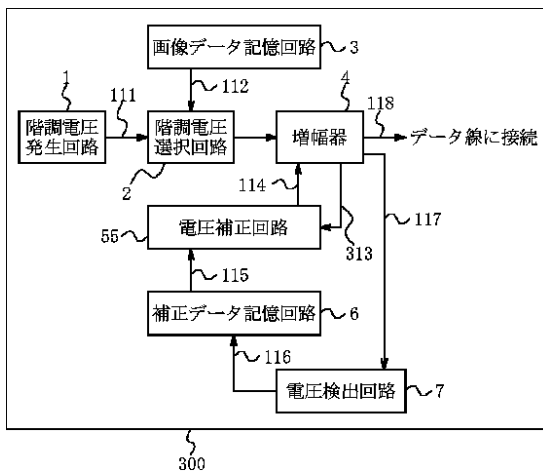 画像データ記憶回路
3
1
111
112
4
118
階調電圧
発生回路
階調電圧
選択回路
増幅器
データ線に接続
2
114
117
55
電圧補正回路
313
115
補正データ記憶回路
6
116
電圧検出回路
7
300